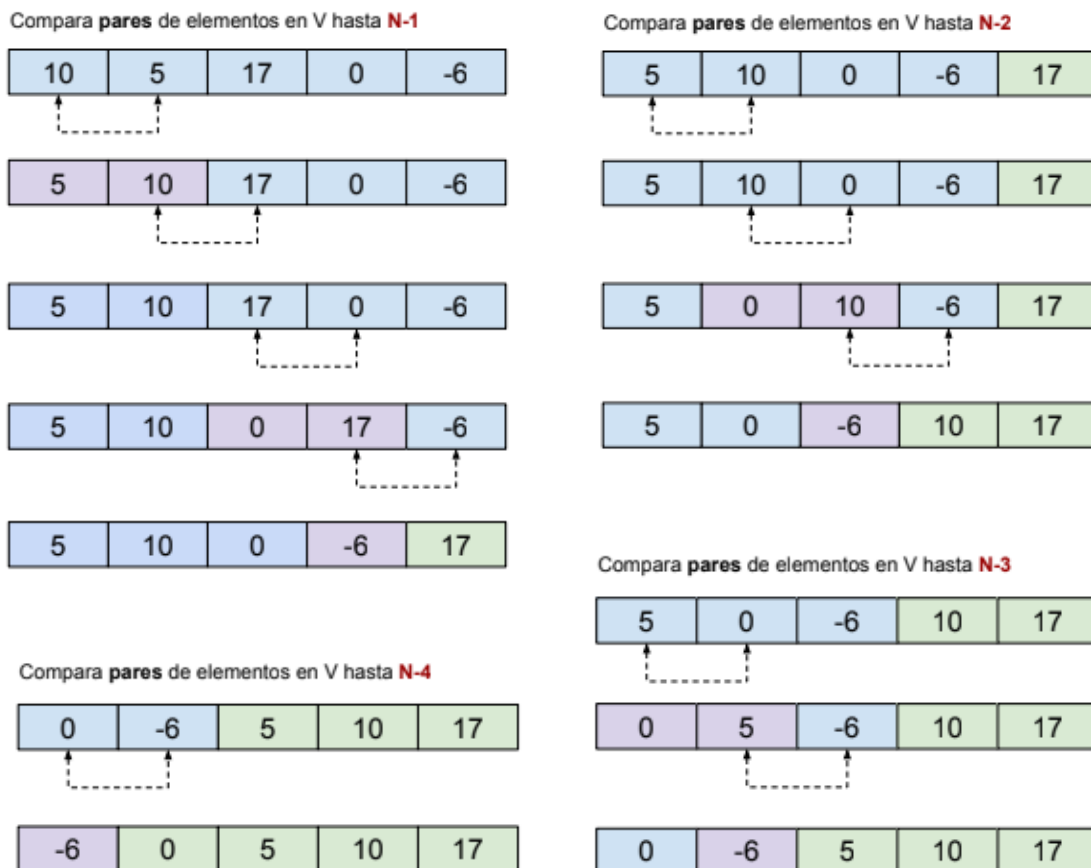 Compara pares de elementos en V hasta N-1
10 5 17 0 -6
5 10 17 0 -6
5 10 17 0 -6
5 10 0 17 -6
5 10 0 -6 17
Compara pares de elementos en V hasta N-2
5 10 0 -6 17
5 10 0 -6 17
5 0 10 -6 17
5 0 -6 10 17
Compara pares de elementos en V hasta N-3
5 0 -6 10 17
0 5 -6 10 17
0 -6 5 10 17
Compara pares de elementos en V hasta N-4
0 -6 5 10 17
-6 0 5 10 17